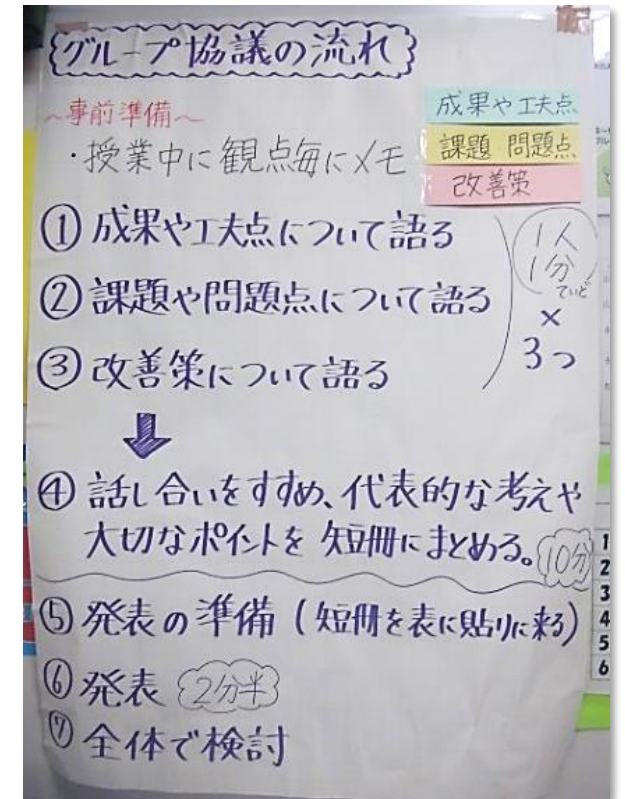 グループ協議の流れ
～事前準備～
・授業中に観点毎にメモ
成果や工夫点
課題 問題点
改善策
① 成果や工夫点について語る
② 課題や問題点について語る
③ 改善策について語る
1人
1分
ていど
×
3つ
④ 話し合いをすすめ、代表的な考えや
大切なポイントを 短冊にまとめる。
10分
⑤ 発表の準備（短冊を表に貼りに来る）
⑥ 発表 2分半
⑦ 全体で検討
1
2
3
4
5
6